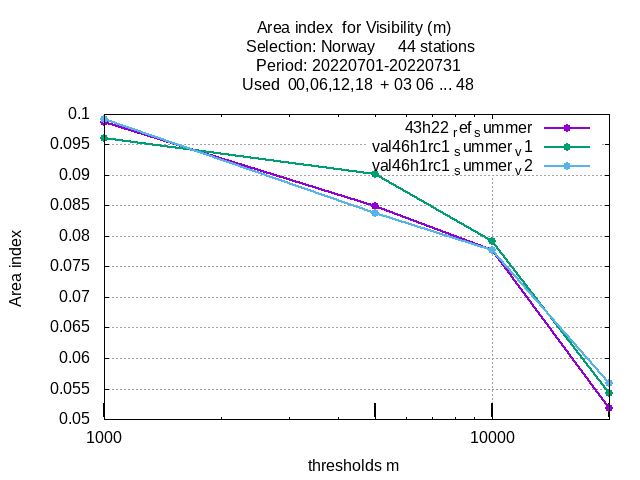 Area index  for Visibility (m)
Selection: Norway     44 stations
Period: 20220701-20220731
Used  00,06,12,18  + 03 06 ... 48
0.1
43h22 ref summer
0.095
val46h1rc1 summer v1
val46h1rc1 summer v2
0.09
0.085
0.08
0.075
0.07
0.065
0.06
0.055
0.05
Area index
1000
10000
thresholds m